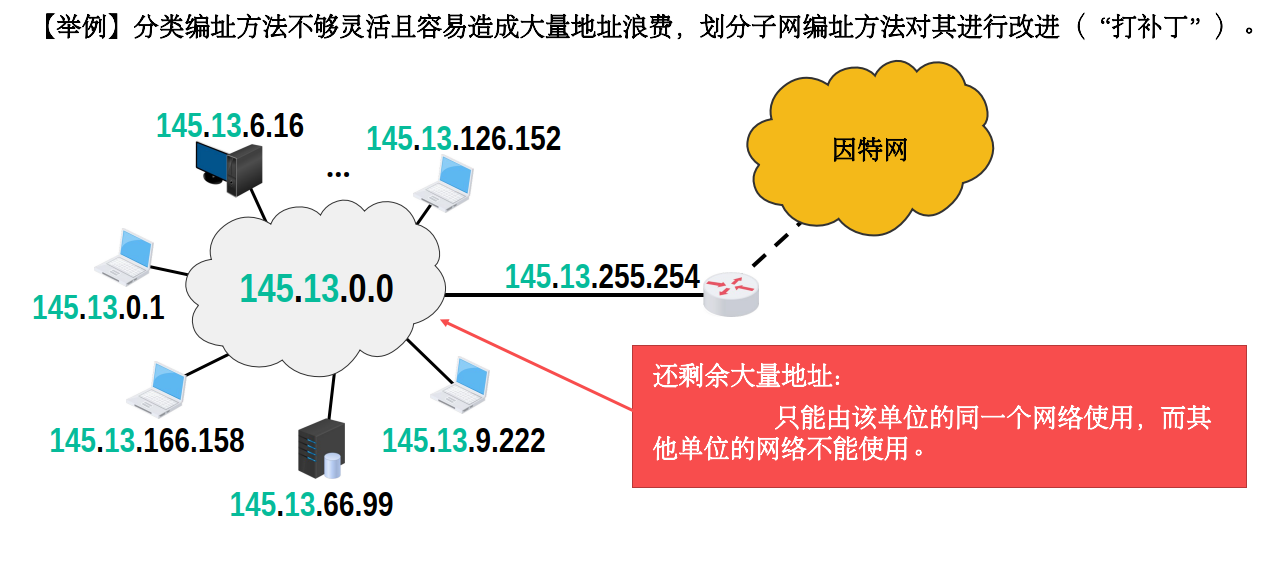 【举例】分类编址方法不够灵活且容易造成大量地址浪费，划分子网编址方法对其进行改进（“打补丁”）。
145.13.6.16
...
145.13.126.152
因特网
145.13.0.1
145.13.0.0
145.13.255.254
145.13.166.158
145.13.66.99
145.13.9.222
还剩余大量地址：
只能由该单位的同一个网络使用，而其
他单位的网络不能使用。